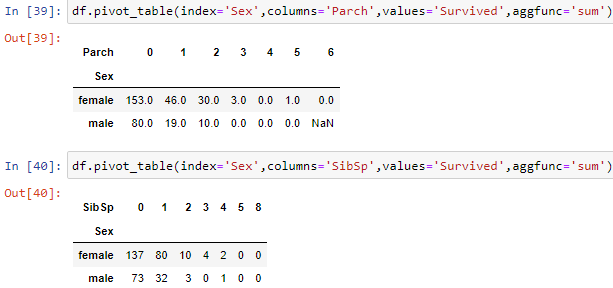 In [39]: df.pivot_table(index='Sex',columns='Parch',values='Survived',aggfunc='sum')
Out[39]:
Parch 0 1 2 3 4 5 6
Sex
female 153.0 46.0 30.0 3.0 0.0 1.0 0.0
male 80.0 19.0 10.0 0.0 0.0 0.0 NaN
In [40]: df.pivot_table(index='Sex',columns='SibSp',values='Survived',aggfunc='sum')
Out[40]:
SibSp 0 1 2 3 4 5 8
Sex
female 137 80 10 4 2 0 0
male 73 32 3 0 1 0 0